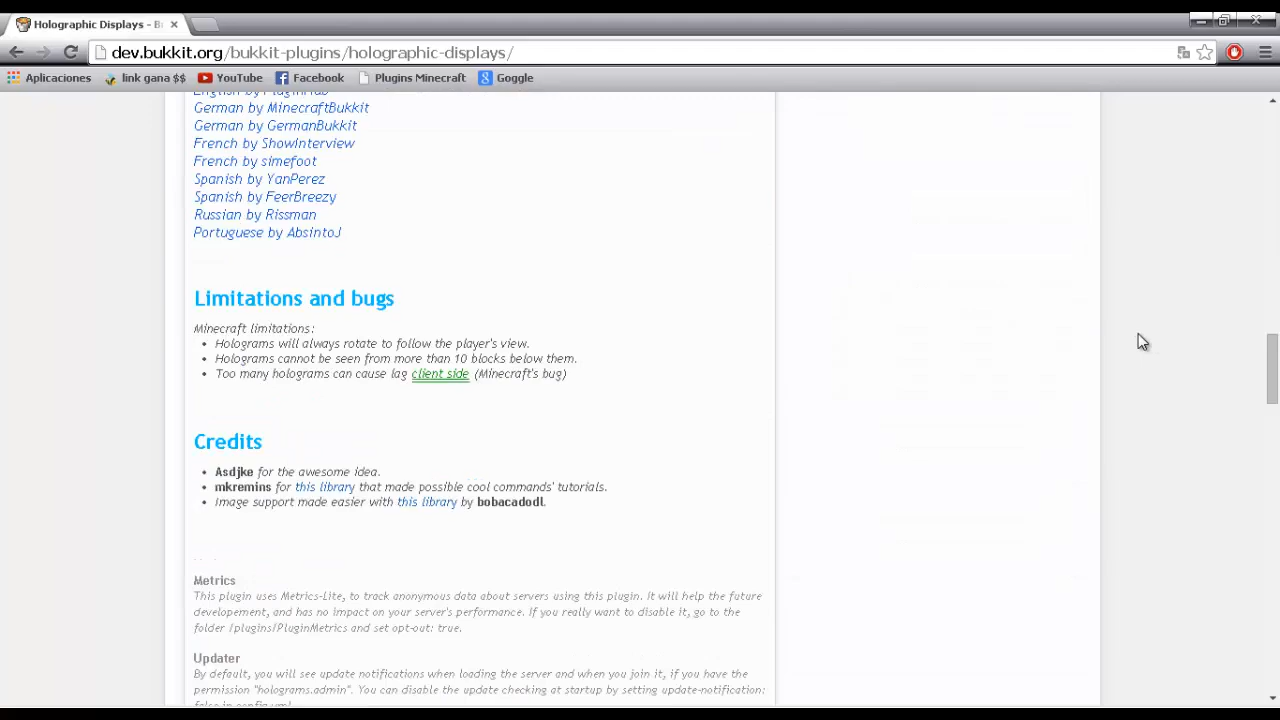 Holographic Displays - B
dev.bukkit.org/bukkit-plugins/holographic-displays/
Aplicaciones link gana $$ YouTube Facebook Plugins Minecraft Goggle
English by PluginHub
German by MinecraftBukkit
German by GermanBukkit
French by ShowInterview
French by simefoot
Spanish by YanPerez
Spanish by FeerBreezy
Russian by Rissman
Portuguese by AbsintoJ
Limitations and bugs
Minecraft limitations:
• Holograms will always rotate to follow the player's view.
• Holograms cannot be seen from more than 10 blocks below them.
• Too many holograms can cause lag client side (Minecraft's bug)
Credits
• Asdjke for the awesome idea.
• mkremins for this library that made possible cool commands' tutorials.
• Image support made easier with this library by bobacadodl.
Metrics
This plugin uses Metrics-Lite, to track anonymous data about servers using this plugin. It will help the future
developement, and has no impact on your server's performance. If you really want to disable it, go to the
folder /plugins/PluginMetrics and set opt-out: true.
Updater
By default, you will see update notifications when loading the server and when you join it, if you have the
permission "holograms.admin". You can disable the update checking at startup by setting update-notification:
false in config.yml